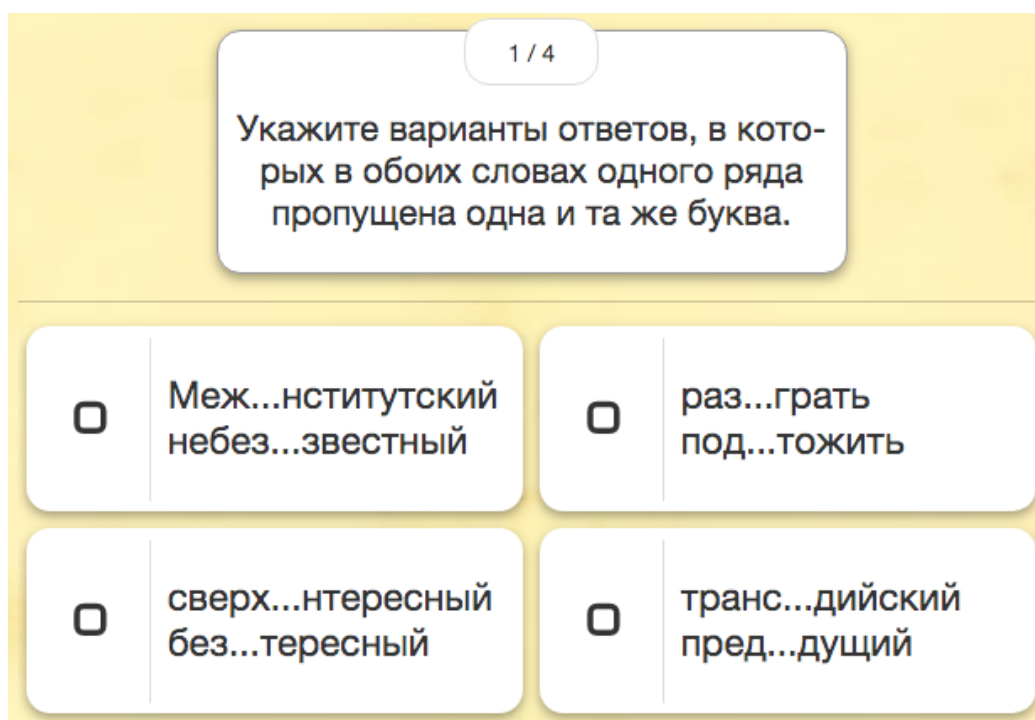 1 / 4
Укажите варианты ответов, в кото-
рых в обоих словах одного ряда
пропущена одна и та же буква.
Меж...нститутский
небез...звестный
раз...грать
под...тожить
сверх...нтересный
без...тересный
транс...дийский
пред...дущий